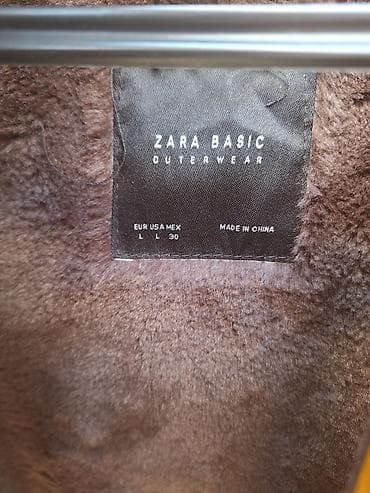 ZARA BASIC
OUTERWEAR
EUR USA MEX MADE IN CHINA
L L 30